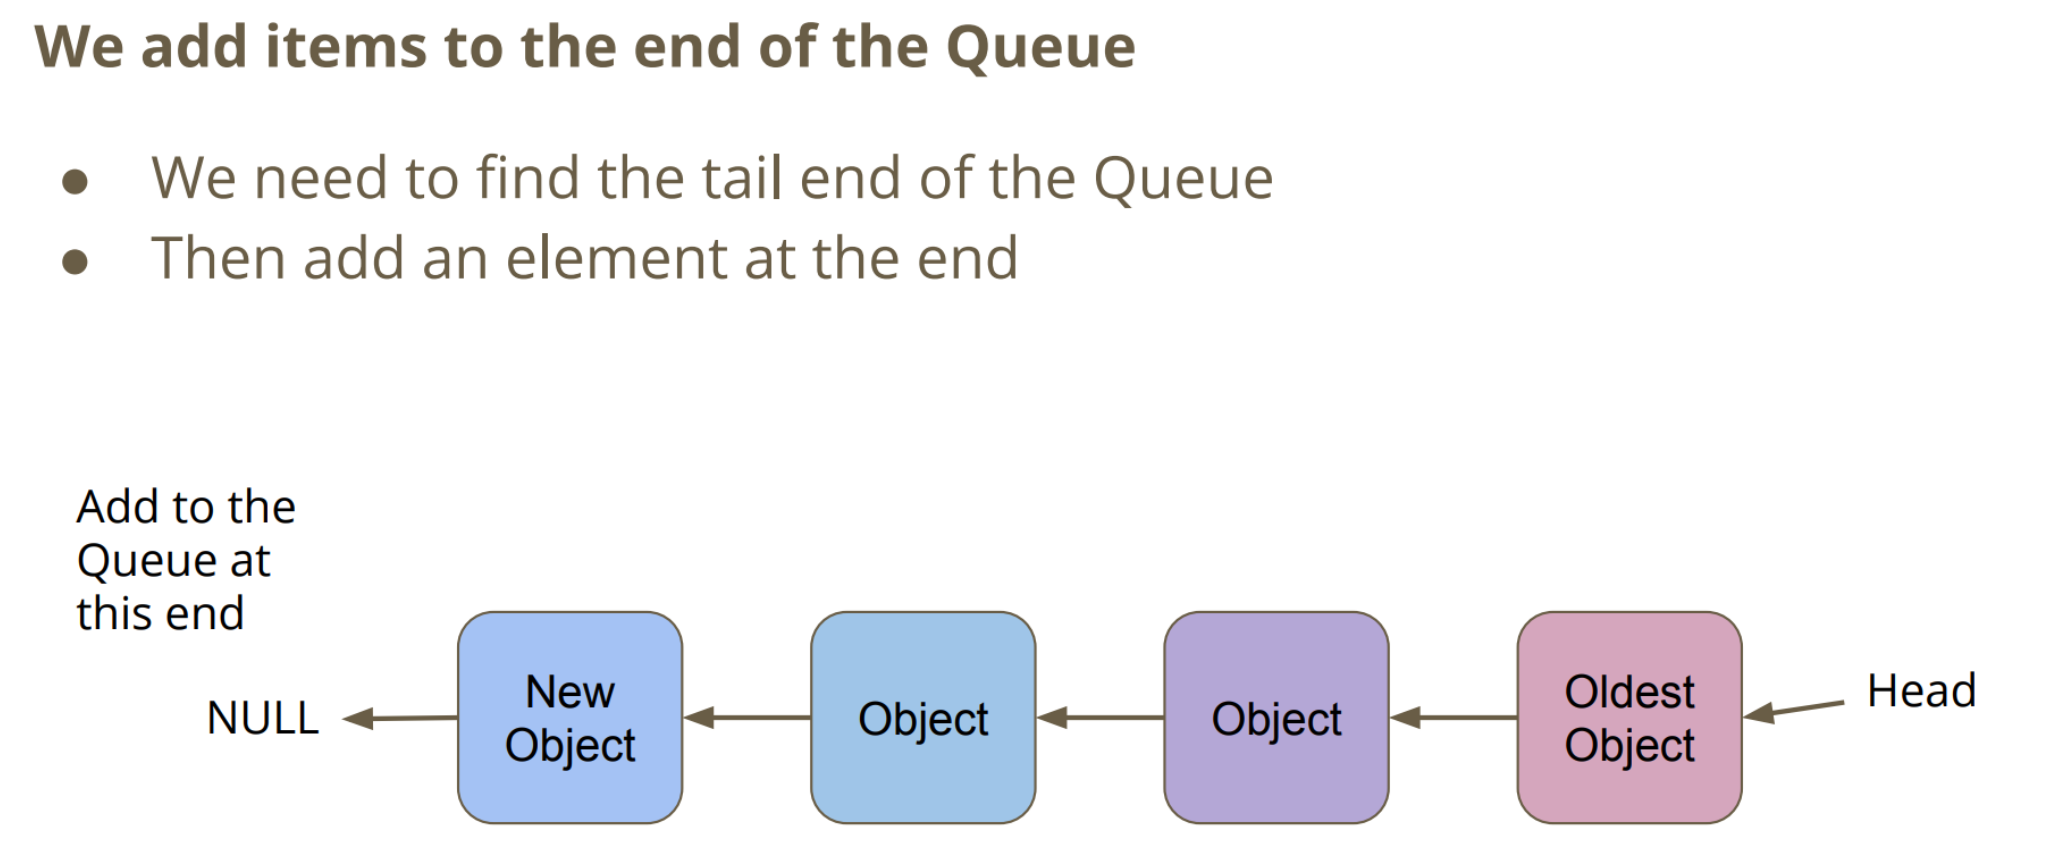 We add items to the end of the Queue
● We need to find the tail end of the Queue
● Then add an element at the end
Add to the
Queue at
this end
NULL
New
Object
Object
Object
Oldest
Object
Head